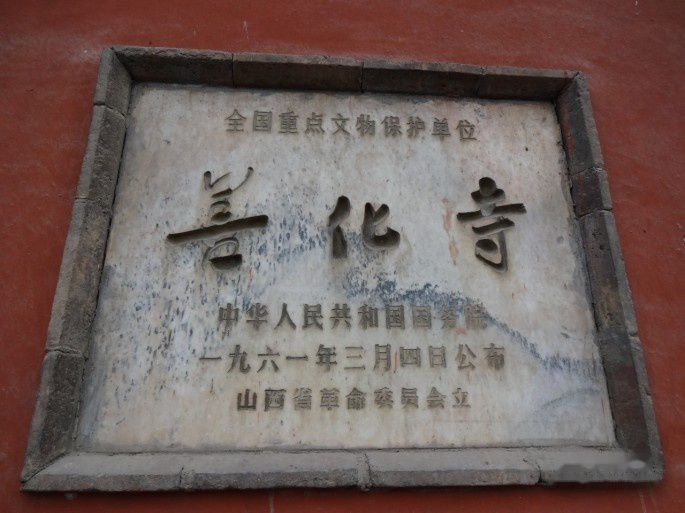 全国重点文物保护单位
善化寺
中华人民共和国国务院
一九六一年三月四日公布
山西省革命委员会立